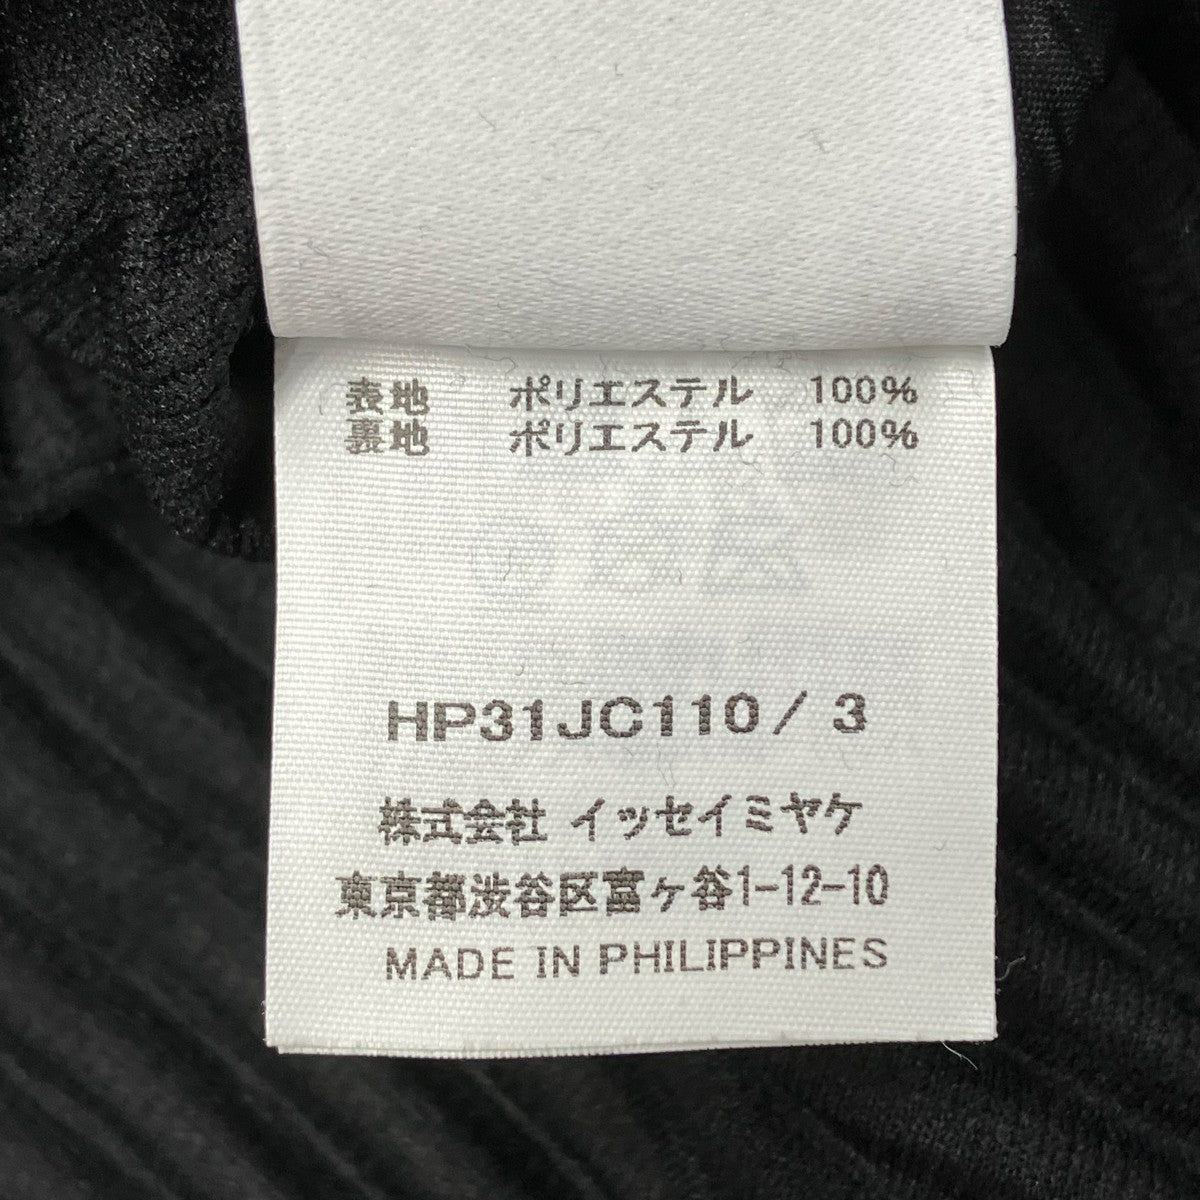 表地 ポリエステル 100%
裏地 ポリエステル 100%
HP31JC110 / 3
株式会社 イッセイミヤケ
東京都渋谷区富ヶ谷1-12-10
MADE IN PHILIPPINES